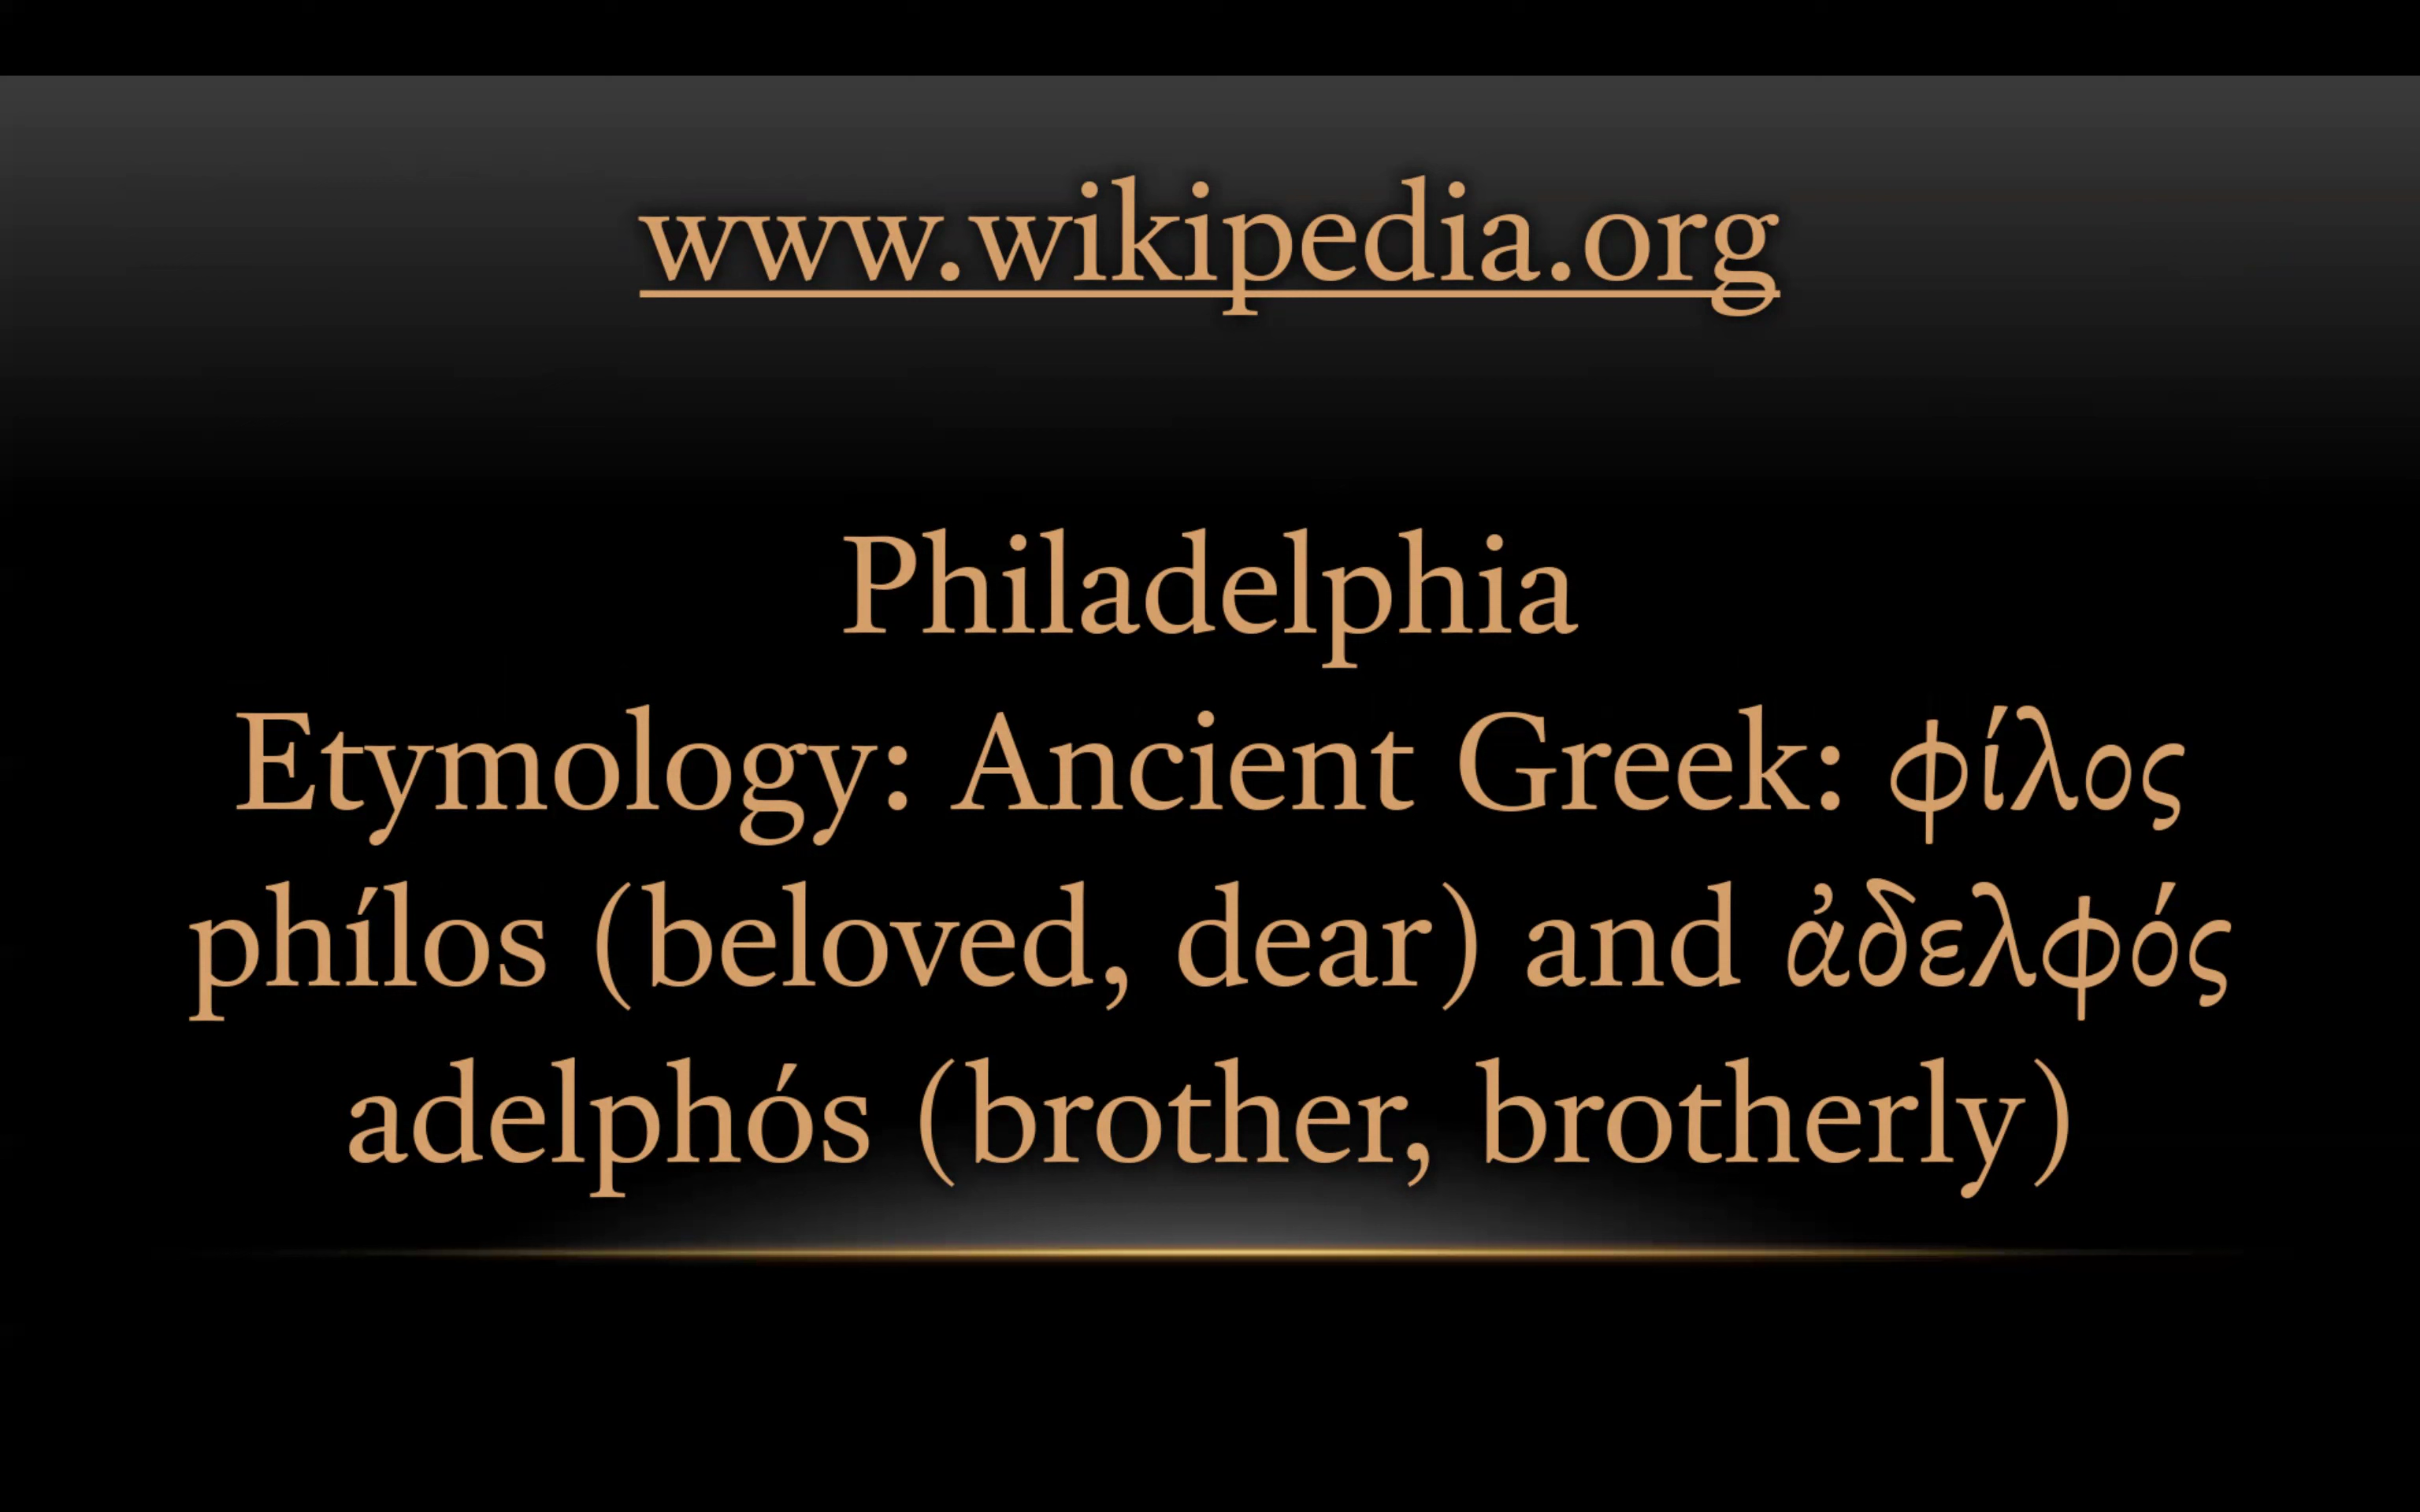 www.wikipedia.org
Philadelphia
Etymology: Ancient Greek: φίλος
phílos (beloved, dear) and ἀδελφός
adelphós (brother, brotherly)